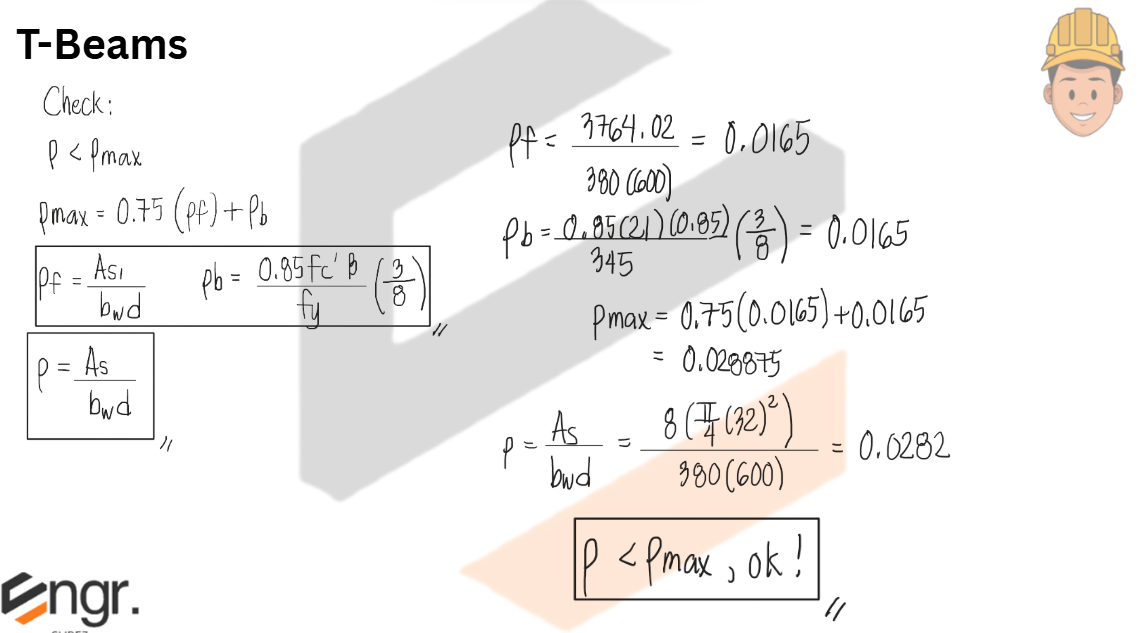 T-Beams
Check:
ρ < ρmax
ρmax = 0.75 (ρf) + ρb
ρf = As₁ / bwd ρb = 0.85 fc' β / fy (3/8)
ρ = As / bwd
ρf = 3764.02 / 380(600) = 0.0165
ρb = 0.85(21)(0.85) / 345 (3/8) = 0.0165
ρmax = 0.75(0.0165)+0.0165
= 0.028875
ρ = As / bwd = 8(π/4 (32)²) / 380(600) = 0.0282
ρ < ρmax, ok!
Engr.